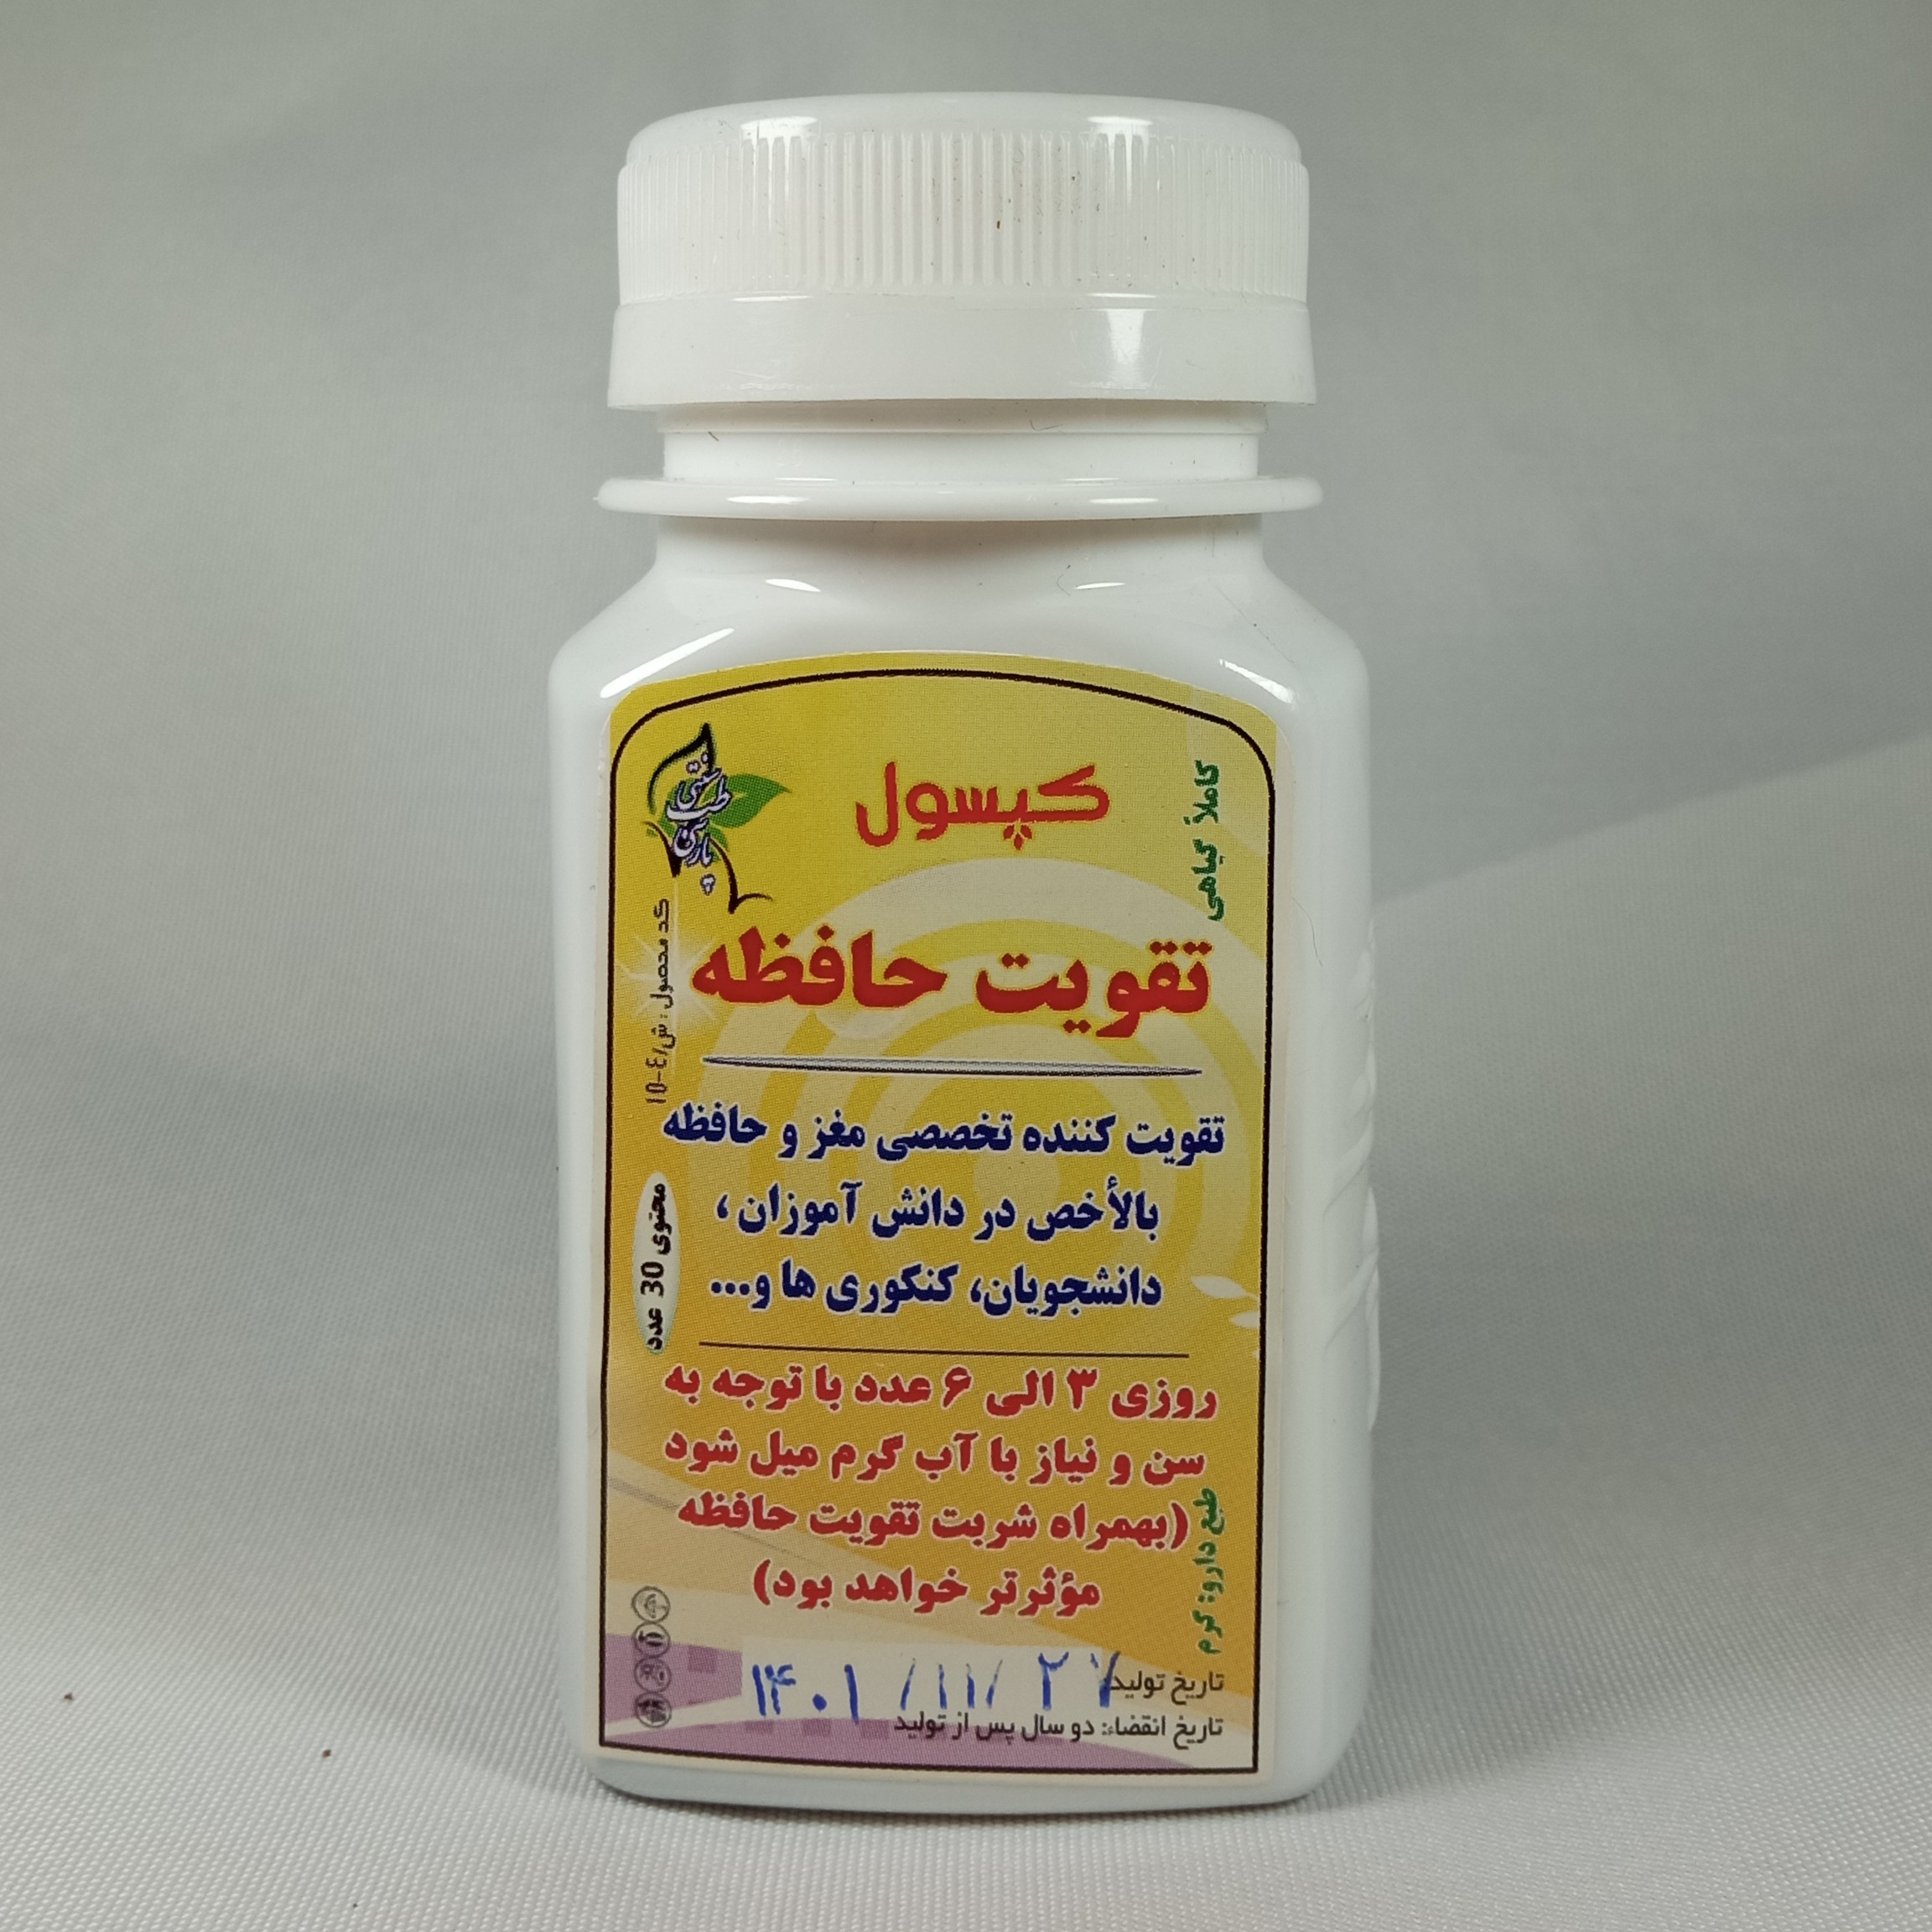 کپسول
تقویت حافظه
تقویت کننده تخصصی مغز و حافظه
بالأخص در دانش آموزان ،
دانشجویان، کنکوری ها و...
روزی ۳ الی ۶ عدد با توجه به
سن و نیاز با آب گرم میل شود
(بهمراه شربت تقویت حافظه
مؤثرتر خواهد بود)
تاریخ تولید: ۱۴۰۱/۱۱/۲۷
تاریخ انقضاء: دو سال پس از تولید
کاملاً گیاهی
طبع دارو: گرم
طب سنتی
پارسی
کد محصول : ش/٤-۱۵
محتوی 30 عدد